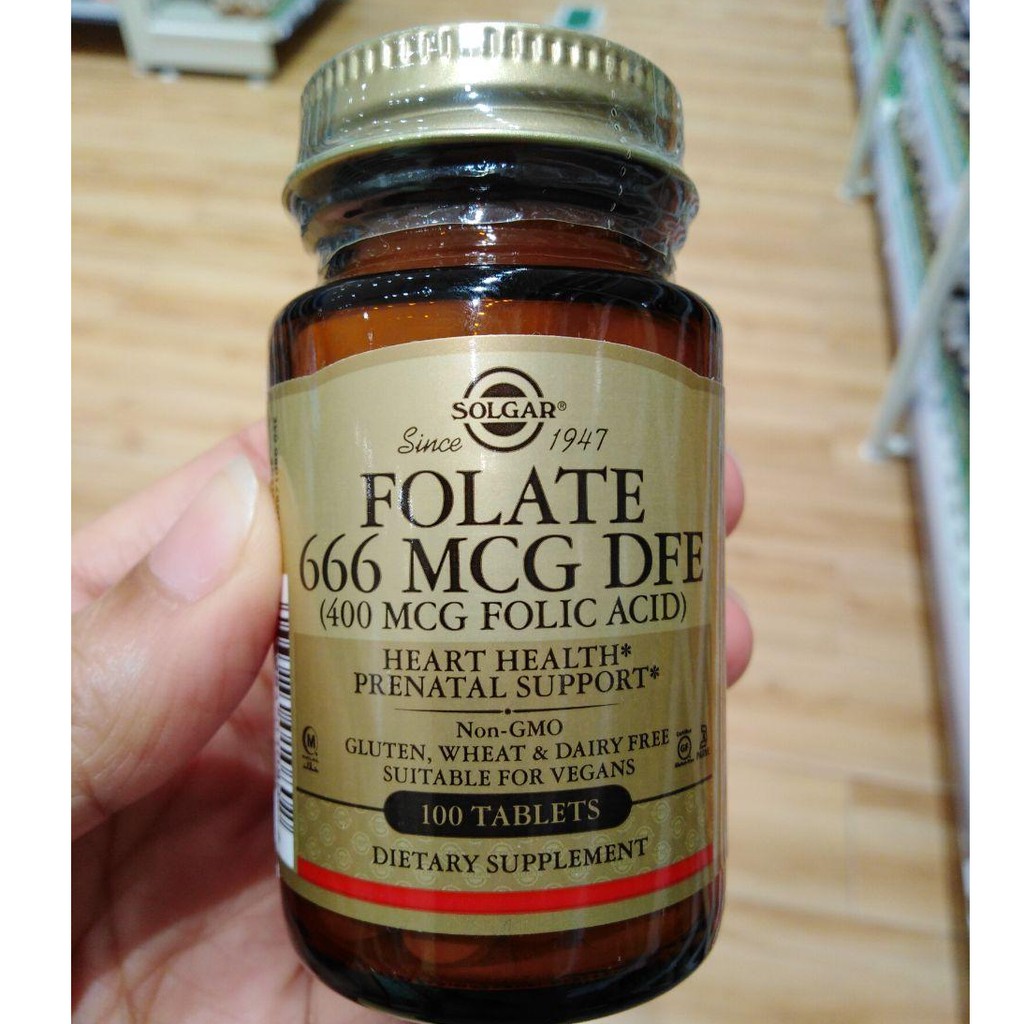 SOLGAR®
Since 1947
FOLATE
666 MCG DFE
(400 MCG FOLIC ACID)
HEART HEALTH*
PRENATAL SUPPORT*
Non-GMO
GLUTEN, WHEAT & DAIRY FREE
SUITABLE FOR VEGANS
100 TABLETS
DIETARY SUPPLEMENT
M
GF